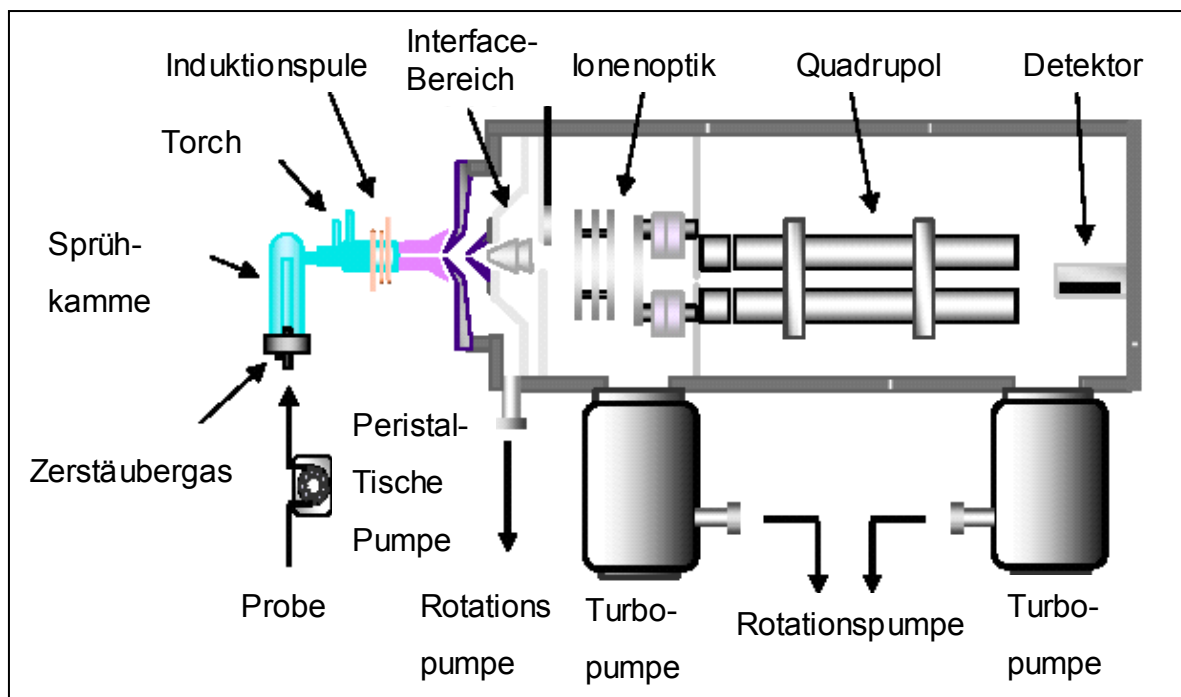 Interface-
Bereich
Induktionspule
Ionenoptik
Quadrupol
Detektor
Torch
Sprüh-
kamme
Zerstäubergas
Peristal-
Tische
Pumpe
Probe
Rotations
pumpe
Turbo-
pumpe
Rotationspumpe
Turbo-
pumpe